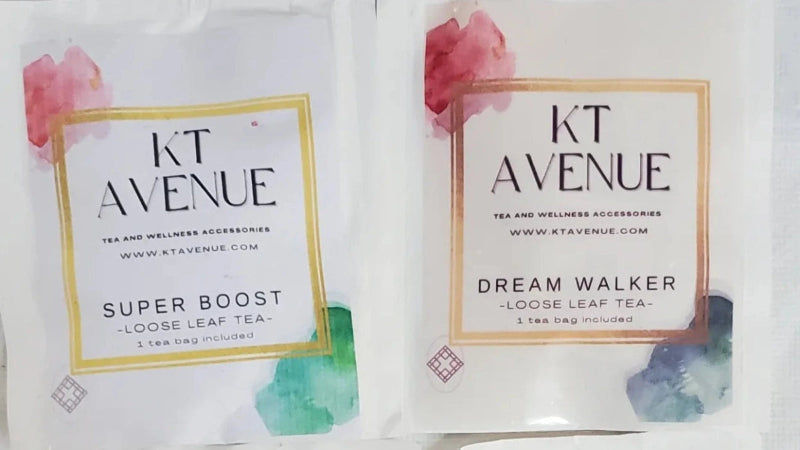 KT
AVENUE
TEA AND WELLNESS ACCESSORIES
WWW.KTAVENUE.COM
SUPER BOOST
-LOOSE LEAF TEA-
1 tea bag included
KT
AVENUE
TEA AND WELLNESS ACCESSORIES
WWW.KTAVENUE.COM
DREAM WALKER
-LOOSE LEAF TEA-
1 tea bag included